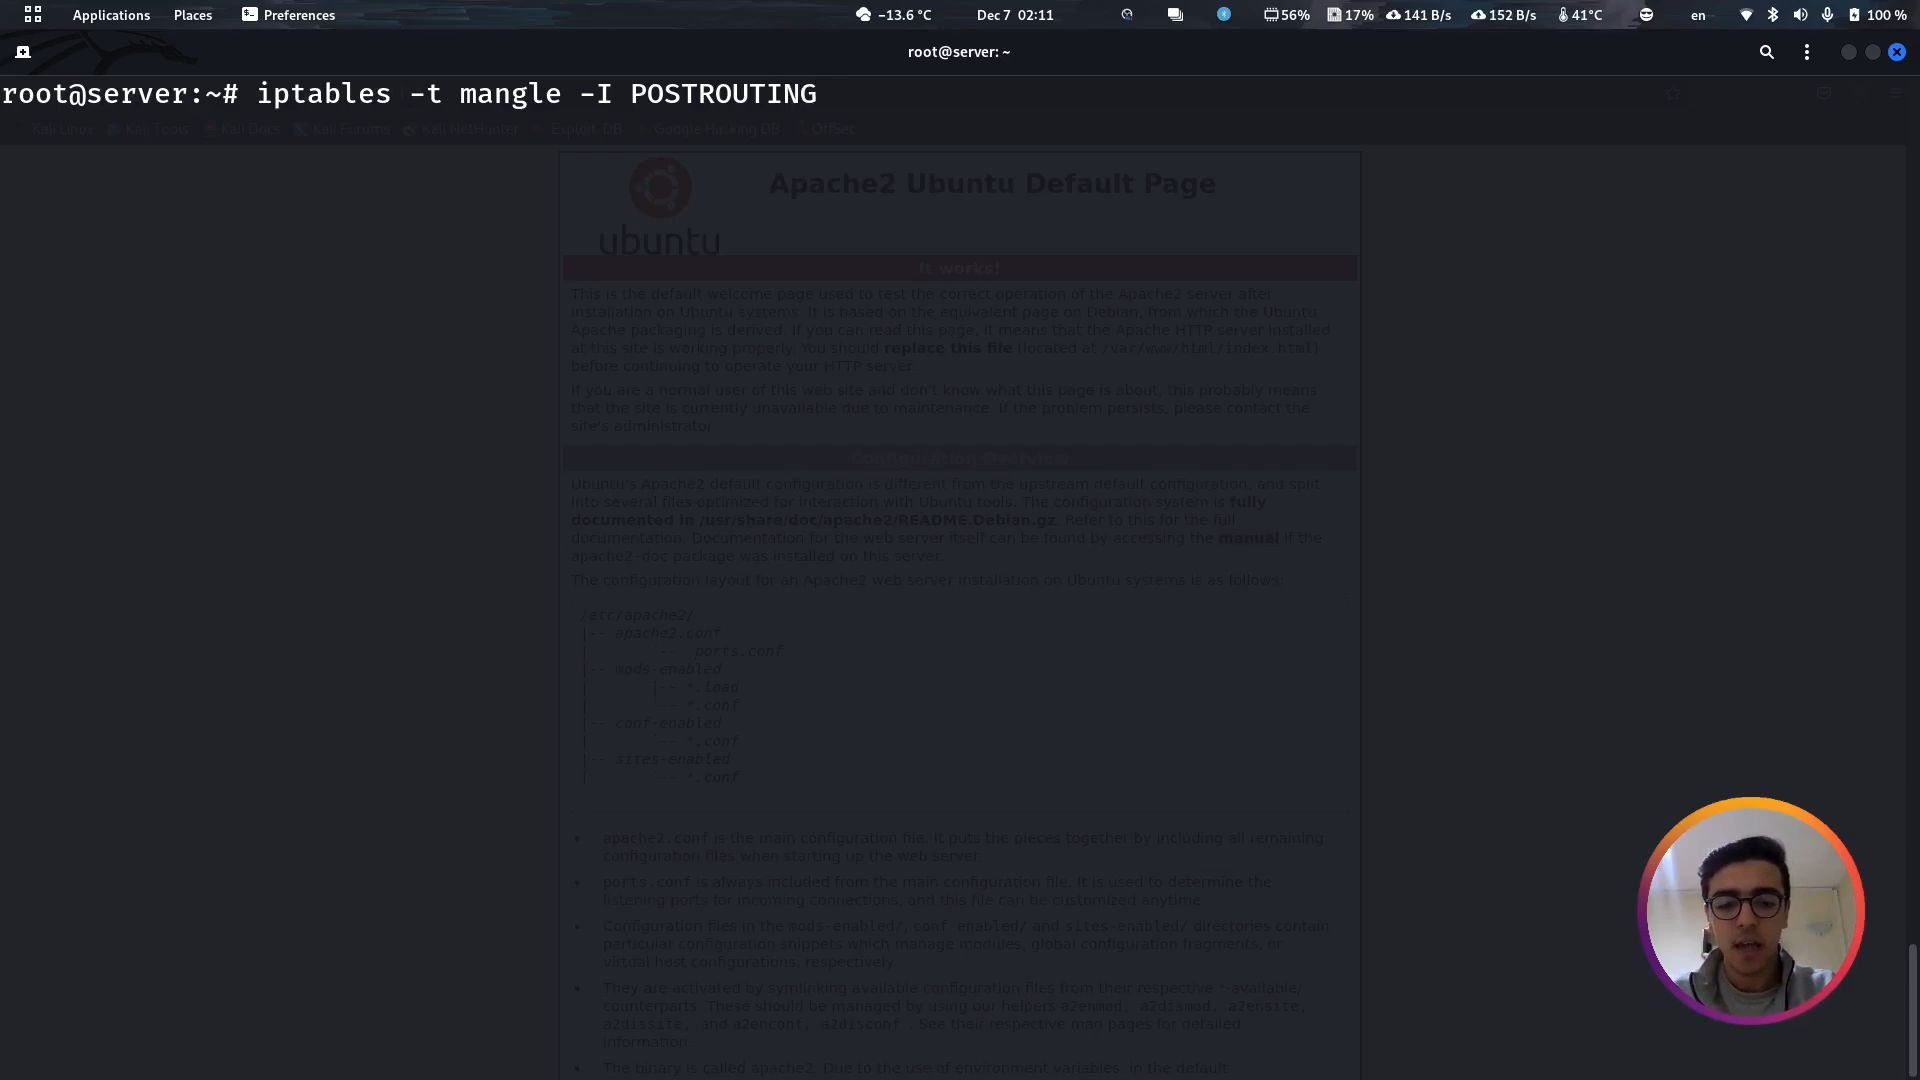 Applications Places Preferences −13.6 °C Dec 7 02:11 56% 17% 141 B/s 152 B/s 41°C en 100 %
root@server: ~
root@server:~# iptables -t mangle -I POSTROUTING
Kali Linux Kali Tools Kali Docs Kali Forums Kali NetHunter Exploit-DB Google Hacking DB OffSec
Apache2 Ubuntu Default Page
ubuntu
It works!
This is the default welcome page used to test the correct operation of the Apache2 server after
installation on Ubuntu systems. It is based on the equivalent page on Debian, from which the Ubuntu
Apache packaging is derived. If you can read this page, it means that the Apache HTTP server installed
at this site is working properly. You should replace this file (located at /var/www/html/index.html)
before continuing to operate your HTTP server.
If you are a normal user of this web site and don't know what this page is about, this probably means
that the site is currently unavailable due to maintenance. If the problem persists, please contact the
site's administrator.
Configuration Overview
Ubuntu's Apache2 default configuration is different from the upstream default configuration, and split
into several files optimized for interaction with Ubuntu tools. The configuration system is fully
documented in /usr/share/doc/apache2/README.Debian.gz. Refer to this for the full
documentation. Documentation for the web server itself can be found by accessing the manual if the
apache2-doc package was installed on this server.
The configuration layout for an Apache2 web server installation on Ubuntu systems is as follows:
/etc/apache2/
|-- apache2.conf
|       `--  ports.conf
|-- mods-enabled
|       |-- *.load
|       `-- *.conf
|-- conf-enabled
|       `-- *.conf
|-- sites-enabled
|       `-- *.conf
• apache2.conf is the main configuration file. It puts the pieces together by including all remaining
configuration files when starting up the web server.
• ports.conf is always included from the main configuration file. It is used to determine the
listening ports for incoming connections, and this file can be customized anytime.
• Configuration files in the mods-enabled/, conf-enabled/ and sites-enabled/ directories contain
particular configuration snippets which manage modules, global configuration fragments, or
virtual host configurations, respectively.
• They are activated by symlinking available configuration files from their respective *-available/
counterparts. These should be managed by using our helpers a2enmod, a2dismod, a2ensite,
a2dissite, and a2enconf, a2disconf . See their respective man pages for detailed
information.
• The binary is called apache2. Due to the use of environment variables, in the default